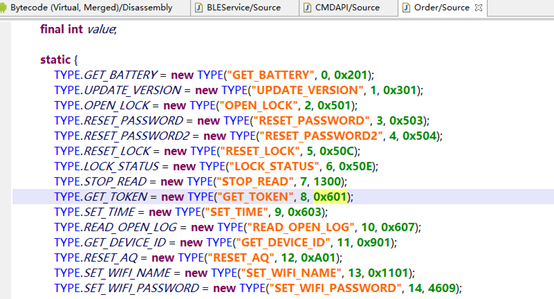 Bytecode (Virtual, Merged)/Disassembly BLEService/Source CMDAPI/Source Order/Source
final int value;
static {
TYPE.GET_BATTERY = new TYPE("GET_BATTERY", 0, 0x201);
TYPE.UPDATE_VERSION = new TYPE("UPDATE_VERSION", 1, 0x301);
TYPE.OPEN_LOCK = new TYPE("OPEN_LOCK", 2, 0x501);
TYPE.RESET_PASSWORD = new TYPE("RESET_PASSWORD", 3, 0x503);
TYPE.RESET_PASSWORD2 = new TYPE("RESET_PASSWORD2", 4, 0x504);
TYPE.RESET_LOCK = new TYPE("RESET_LOCK", 5, 0x50C);
TYPE.LOCK_STATUS = new TYPE("LOCK_STATUS", 6, 0x50E);
TYPE.STOP_READ = new TYPE("STOP_READ", 7, 1300);
TYPE.GET_TOKEN = new TYPE("GET_TOKEN", 8, 0x601);
TYPE.SET_TIME = new TYPE("SET_TIME", 9, 0x603);
TYPE.READ_OPEN_LOG = new TYPE("READ_OPEN_LOG", 10, 0x607);
TYPE.GET_DEVICE_ID = new TYPE("GET_DEVICE_ID", 11, 0x901);
TYPE.RESET_AQ = new TYPE("RESET_AQ", 12, 0xA01);
TYPE.SET_WIFI_NAME = new TYPE("SET_WIFI_NAME", 13, 0x1101);
TYPE.SET_WIFI_PASSWORD = new TYPE("SET_WIFI_PASSWORD", 14, 4609);